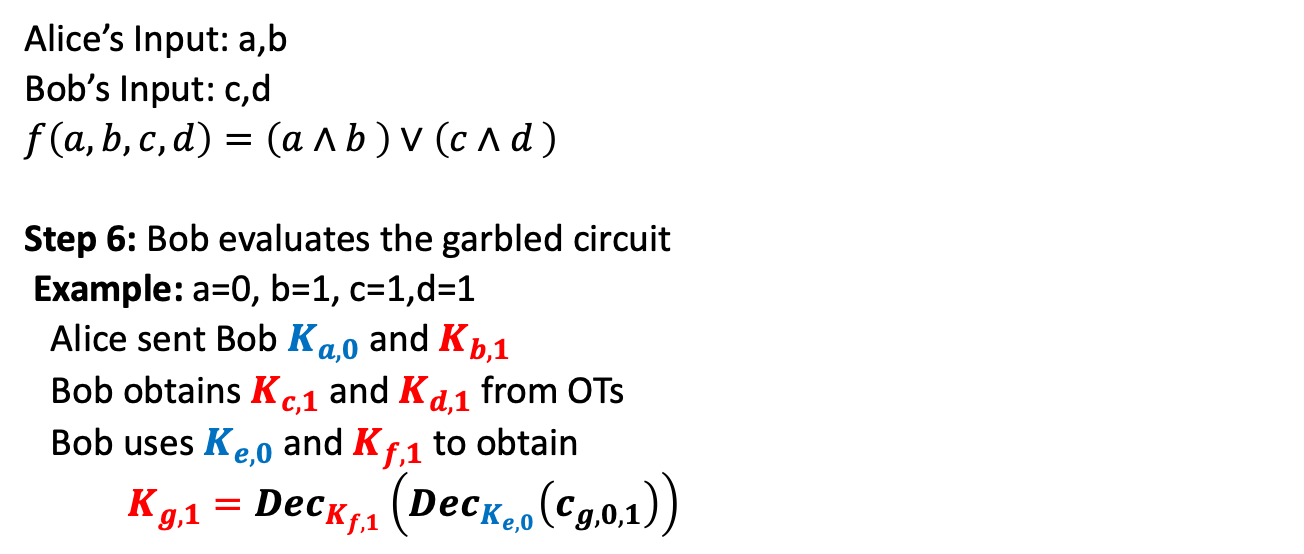 Alice’s Input: a,b
Bob’s Input: c,d
f(a, b, c, d) = (a ∧ b ) ∨ (c ∧ d )
Step 6: Bob evaluates the garbled circuit
Example: a=0, b=1, c=1,d=1
Alice sent Bob K_{a,0} and K_{b,1}
Bob obtains K_{c,1} and K_{d,1} from OTs
Bob uses K_{e,0} and K_{f,1} to obtain
K_{g,1} = Dec_{K_{f,1}}(Dec_{K_{e,0}}(c_{g,0,1}))